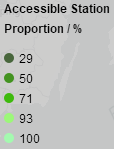 Accessible Station
Proportion / %
29
50
71
93
100